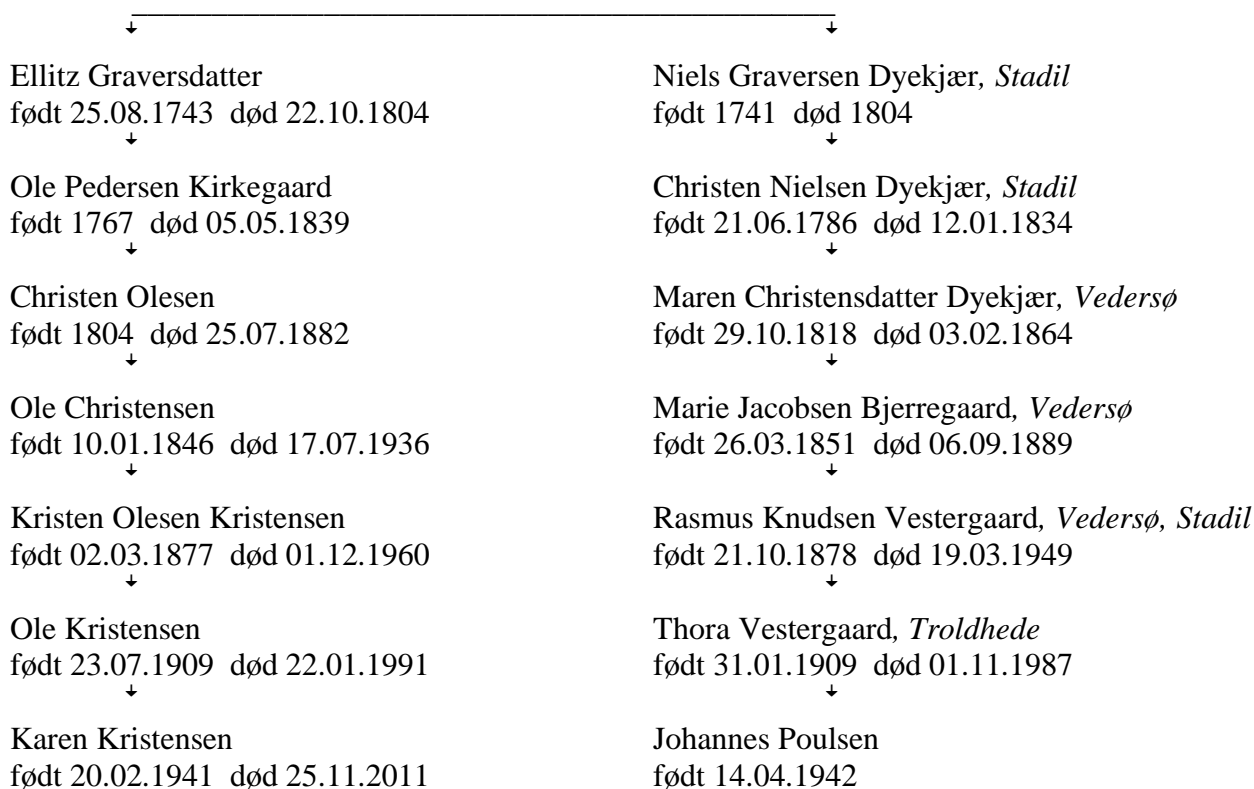 Ellitz Graversdatter
født 25.08.1743 død 22.10.1804
Niels Graversen Dyekjær, Stadil
født 1741 død 1804
Ole Pedersen Kirkegaard
født 1767 død 05.05.1839
Christen Nielsen Dyekjær, Stadil
født 21.06.1786 død 12.01.1834
Christen Olesen
født 1804 død 25.07.1882
Maren Christensdatter Dyekjær, Vedersø
født 29.10.1818 død 03.02.1864
Ole Christensen
født 10.01.1846 død 17.07.1936
Marie Jacobsen Bjerregaard, Vedersø
født 26.03.1851 død 06.09.1889
Kristen Olesen Kristensen
født 02.03.1877 død 01.12.1960
Rasmus Knudsen Vestergaard, Vedersø, Stadil
født 21.10.1878 død 19.03.1949
Ole Kristensen
født 23.07.1909 død 22.01.1991
Thora Vestergaard, Troldhede
født 31.01.1909 død 01.11.1987
Karen Kristensen
født 20.02.1941 død 25.11.2011
Johannes Poulsen
født 14.04.1942